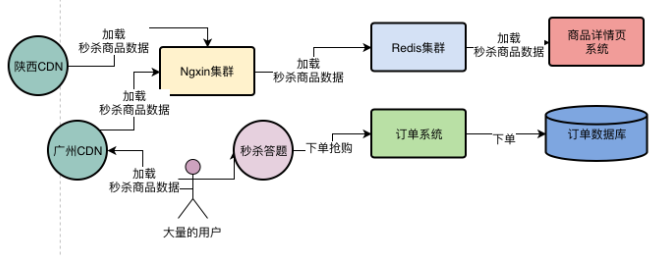 加载
秒杀商品数据
陕西CDN
Ngxin集群
加载
秒杀商品数据
Redis集群
加载
秒杀商品数据
商品详情页
系统
加载
秒杀商品数据
广州CDN
加载
秒杀商品数据
大量的用户
秒杀答题
下单抢购
订单系统
下单
订单数据库